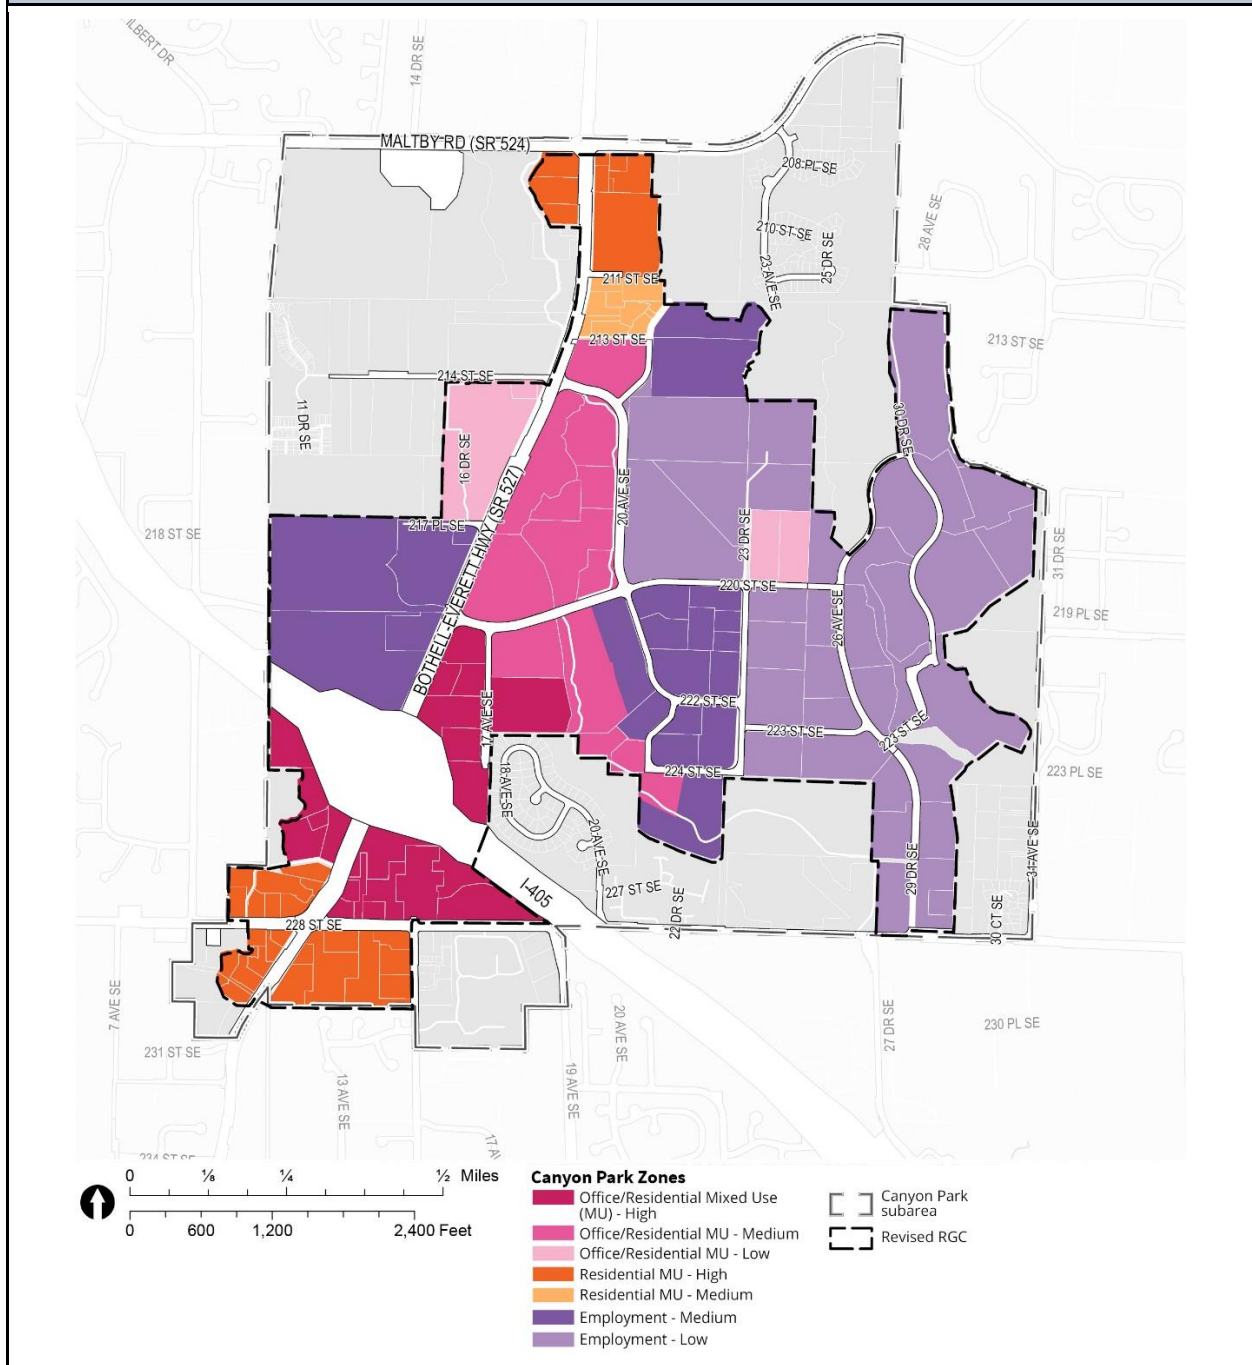 14 DR SE
MALTBY RD (SR 524)
208 PL SE
210 ST SE
28 AVE SE
25 DR SE
23 AVE SE
211 ST SE
213 ST SE
213 ST SE
214 ST SE
11 DR SE
16 DR SE
30 DR SE
BOTHELL-EVERETT HWY (SR 527)
20 AVE SE
217 PL SE
218 ST SE
23 DR SE
31 DR SE
220 ST SE
26 AVE SE
219 PL SE
17 AVE SE
222 ST SE
223 ST SE
223 ST SE
224 ST SE
223 PL SE
18 AVE SE
20 AVE SE
31 AVE SE
29 DR SE
I-405
227 ST SE
22 DR SE
228 ST SE
30 CT SE
7 AVE SE
20 AVE SE
27 DR SE
230 PL SE
231 ST SE
13 AVE SE
19 AVE SE
234 ST SE
0 ⅛ ¼ ½ Miles
0 600 1,200 2,400 Feet
Canyon Park Zones
Office/Residential Mixed Use
(MU) - High
Office/Residential MU - Medium
Office/Residential MU - Low
Residential MU - High
Residential MU - Medium
Employment - Medium
Employment - Low
Canyon Park
subarea
Revised RGC